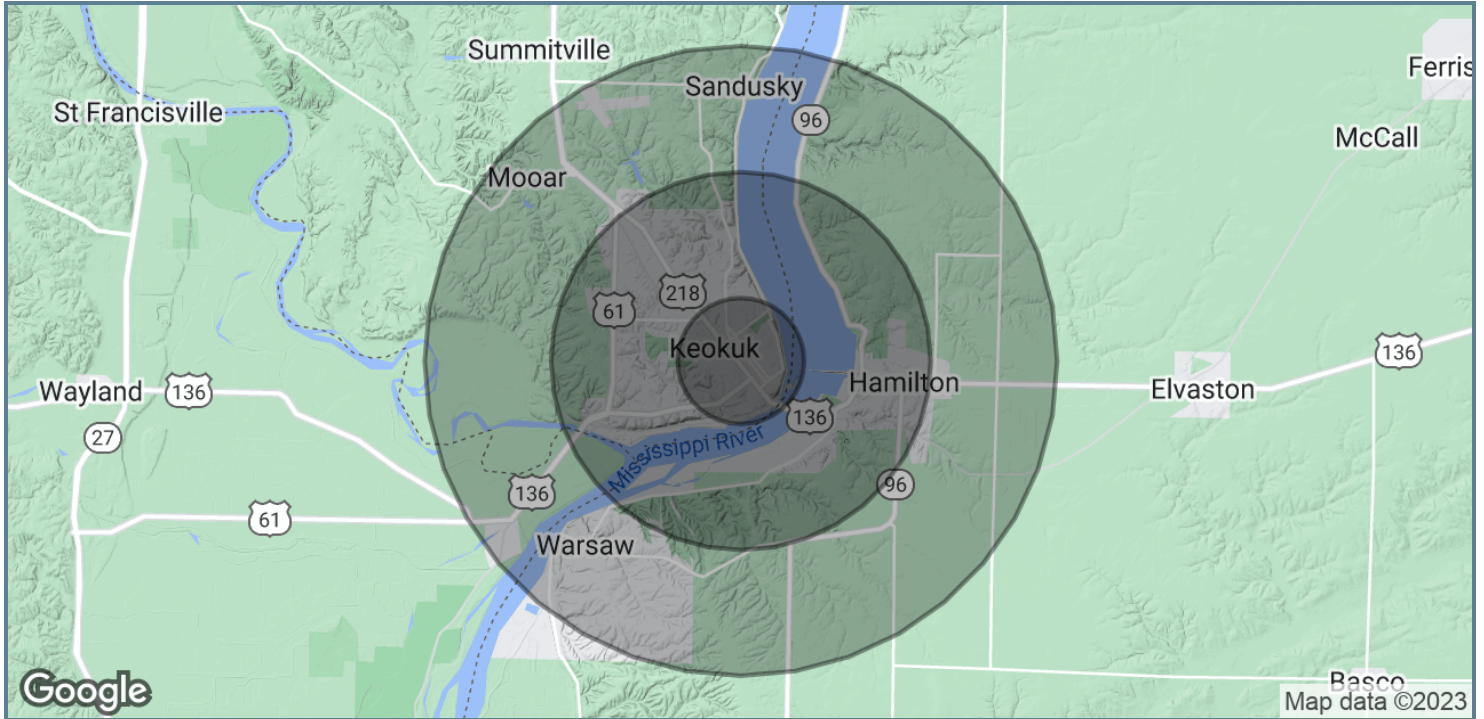 Summitville
Ferris
Sandusky
St Francisville
96
McCall
Mooar
218
61
Keokuk
136
Wayland
136
Hamilton
Elvaston
136
27
Mississippi River
96
136
61
Warsaw
Basco
Google
Map data ©2023